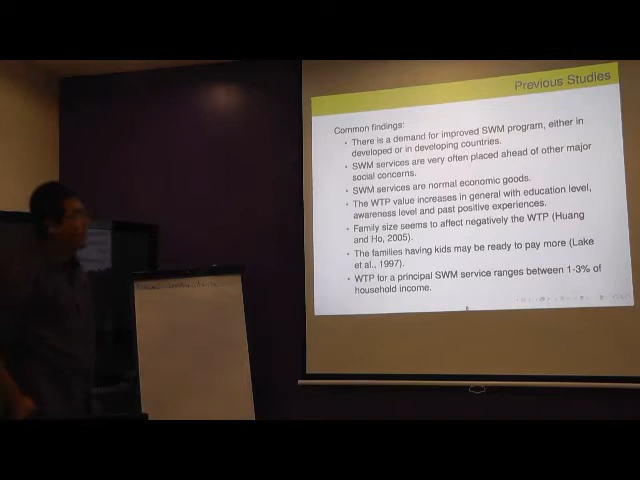 Previous Studies
Common findings:
• There is a demand for improved SWM program, either in
developed or in developing countries.
• SWM services are very often placed ahead of other major
social concerns.
• SWM services are normal economic goods.
• The WTP value increases in general with education level,
awareness level and past positive experiences.
• Family size seems to affect negatively the WTP (Huang
and Ho, 2005).
• The families having kids may be ready to pay more (Lake
et al., 1997).
• WTP for a principal SWM service ranges between 1-3% of
household income.